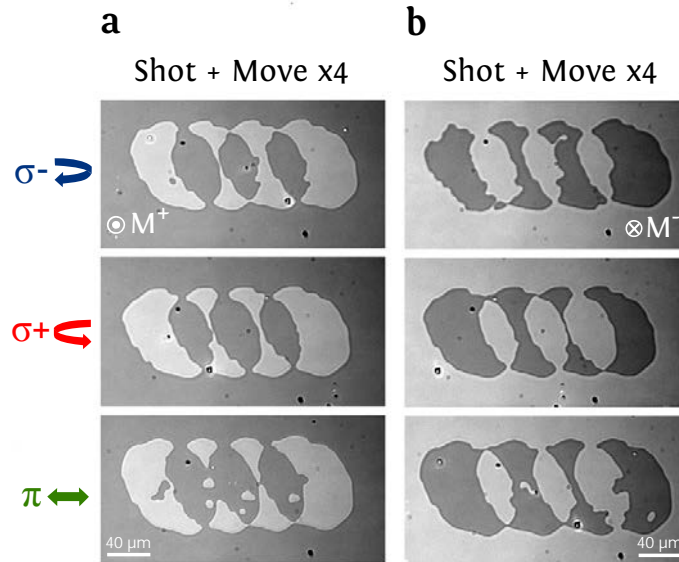 a
b
Shot + Move x4
Shot + Move x4
σ-
⊙M⁺
⊗M⁻
σ+
π
40 µm
40 µm